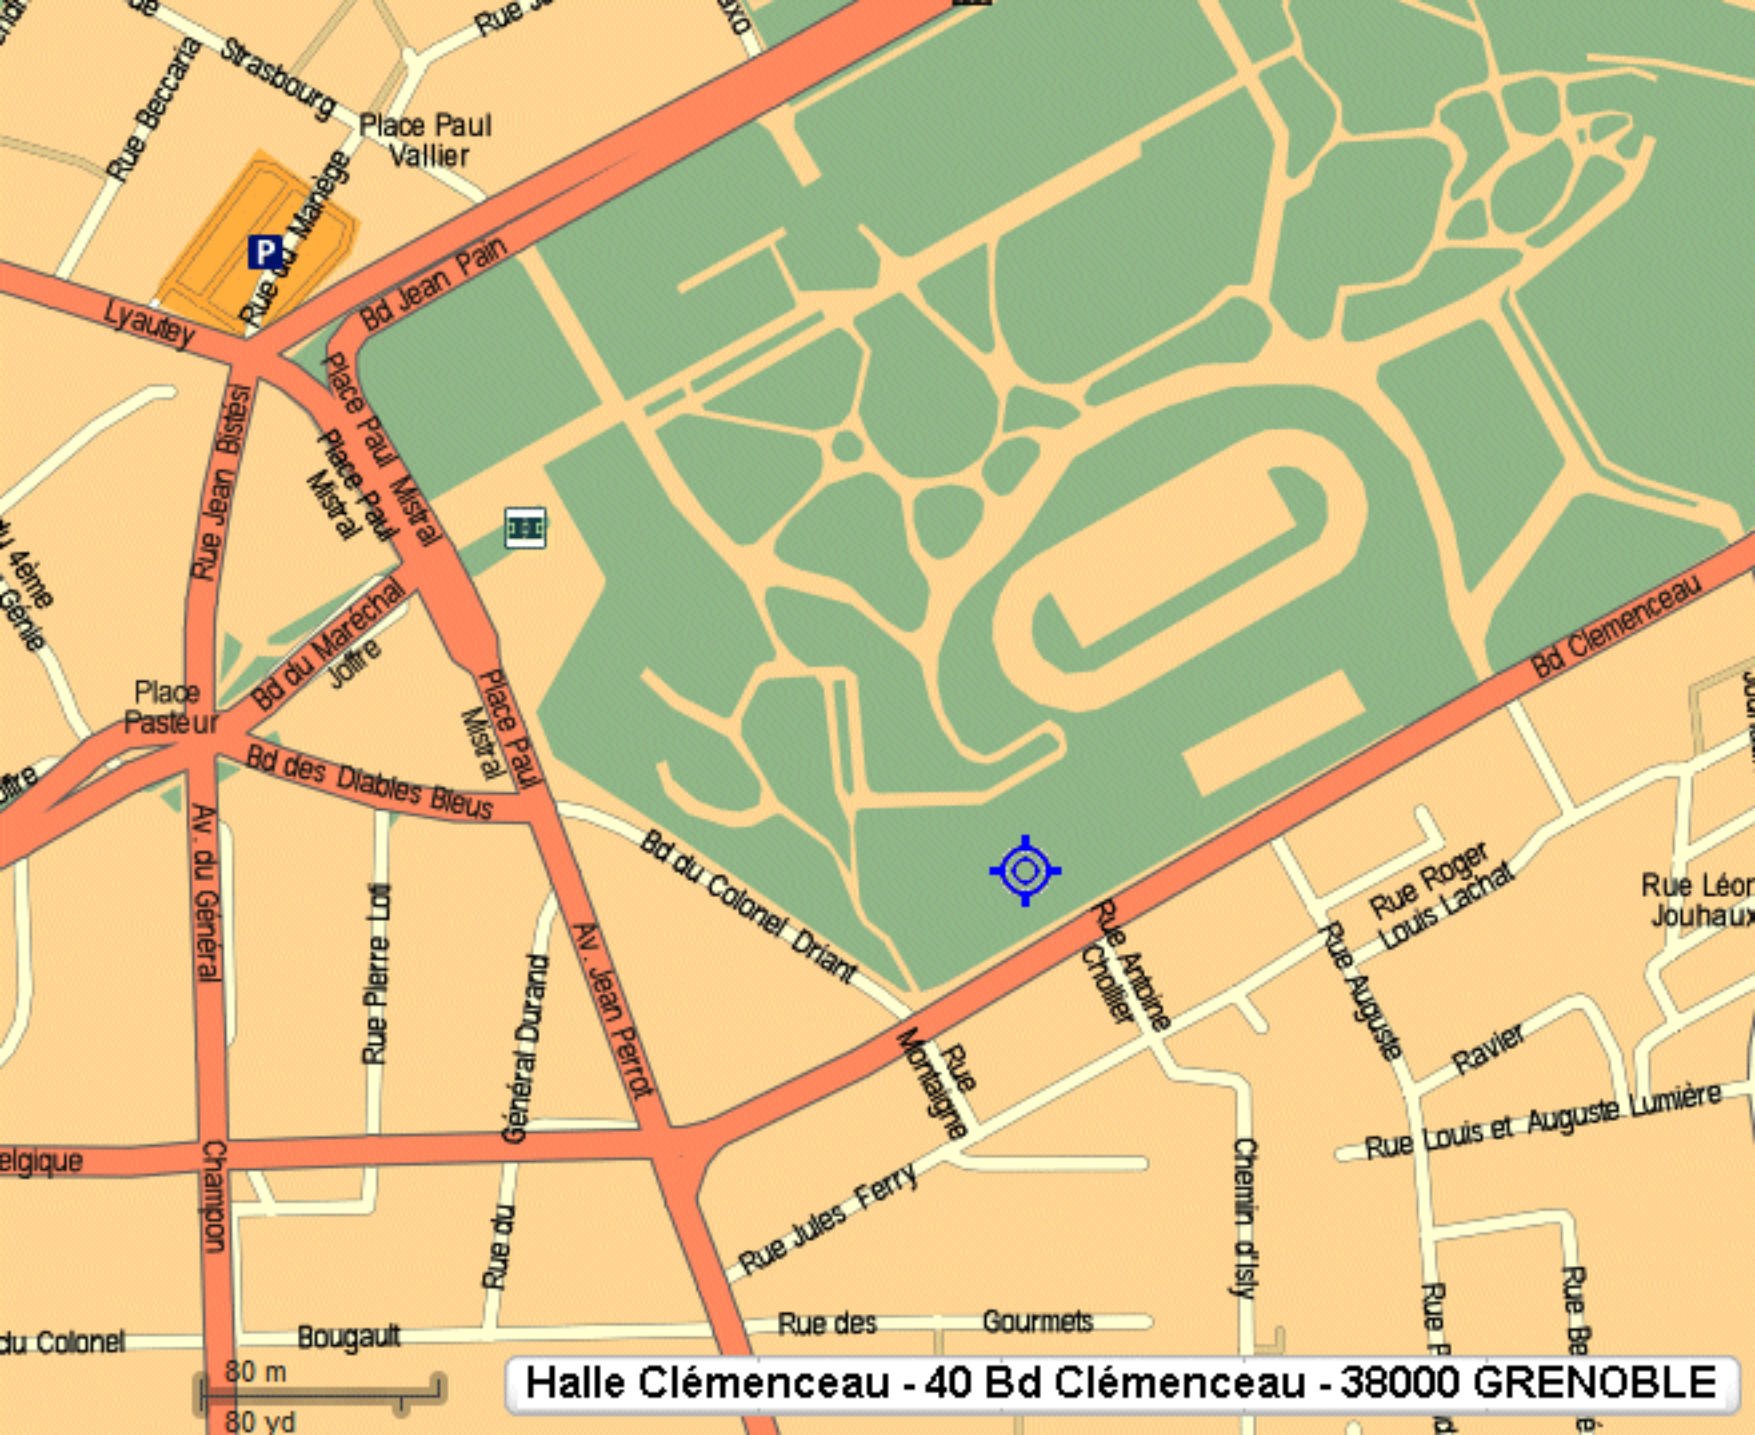 Strasbourg
Rue Beccaria
Place Paul
Vallier
P
Rue du Manège
Lyautey
Bd Jean Pain
Place Paul Mistral
Place Paul
Mistral
Rue Jean Bistési
du 4ème
Génie
Bd du Maréchal
Joffre
Place
Pasteur
Place Paul
Mistral
Bd Clemenceau
Bd des Diables Bleus
Bd du Colonel Driant
Av. du Général
Champon
Rue Pierre Loti
Rue du
Général Durand
Av. Jean Perrot
Rue
Montaigne
Rue Antoine
Chollier
Rue Roger
Louis Lachat
Rue Auguste
Ravier
Rue Léon
Jouhaux
Rue Louis et Auguste Lumière
Rue Jules Ferry
Chemin d'Isly
Rue des Gourmets
du Colonel
Bougault
80 m
80 yd
Halle Clémenceau - 40 Bd Clémenceau - 38000 GRENOBLE